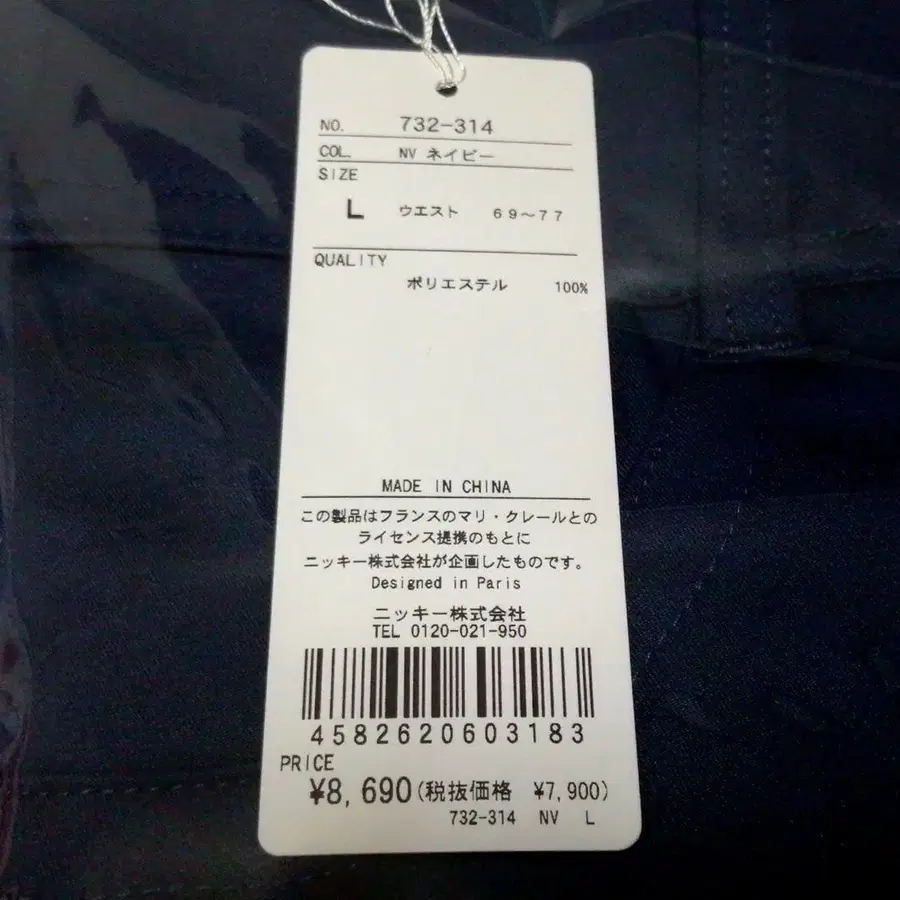 NO. 732-314
COL. NV ネイビー
SIZE
L ウエスト 69～77
QUALITY
ポリエステル 100%
MADE IN CHINA
この製品はフランスのマリ・クレールとの
ライセンス提携のもとに
ニッキー株式会社が企画したものです。
Designed in Paris
ニッキー株式会社
TEL 0120-021-950
4582620603183
PRICE
¥8,690(税抜価格 ¥7,900)
732-314 NV L